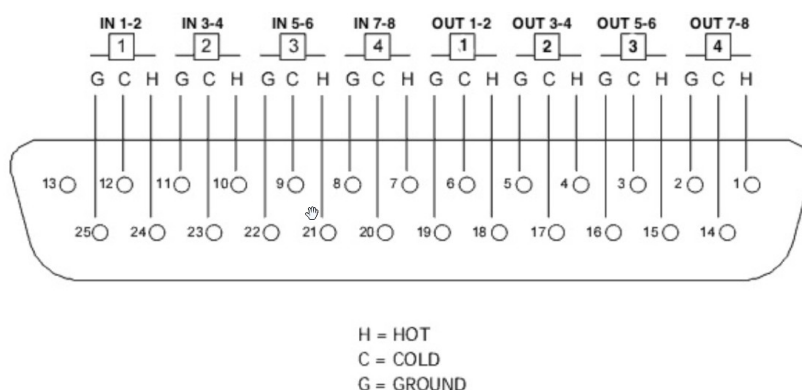 IN 1-2 IN 3-4 IN 5-6 IN 7-8 OUT 1-2 OUT 3-4 OUT 5-6 OUT 7-8
1 2 3 4 1 2 3 4
G C H G C H G C H G C H G C H G C H G C H G C H
13 12 11 10 9 8 7 6 5 4 3 2 1
25 24 23 22 21 20 19 18 17 16 15 14
H = HOT
C = COLD
G = GROUND